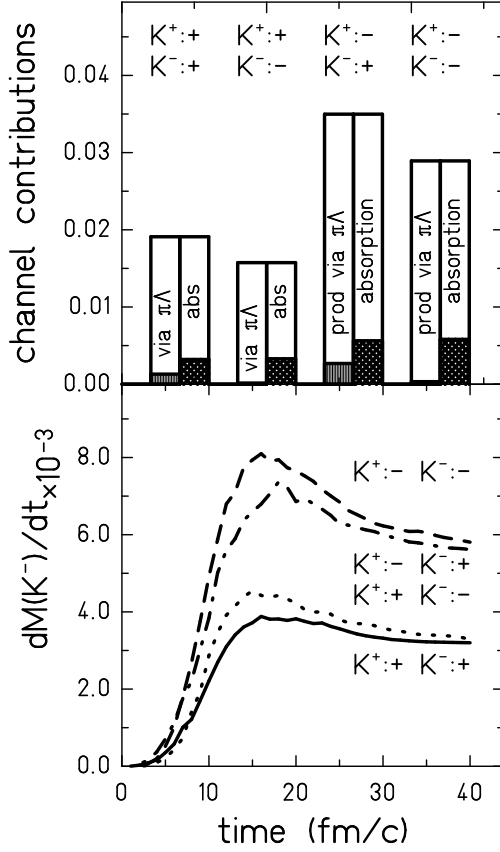 K⁺:+ K⁺:+ K⁺:- K⁺:-
K⁻:+ K⁻:- K⁻:+ K⁻:-
channel contributions
0.04
0.03
0.02
0.01
0.00
via πΛ
abs
via πΛ
abs
prod via πΛ
absorption
prod via πΛ
absorption
dM(K⁻)/dt×10⁻³
8.0
6.0
4.0
2.0
0.0
K⁺:- K⁻:-
K⁺:- K⁻:+
K⁺:+ K⁻:-
K⁺:+ K⁻:+
0 10 20 30 40
time (fm/c)